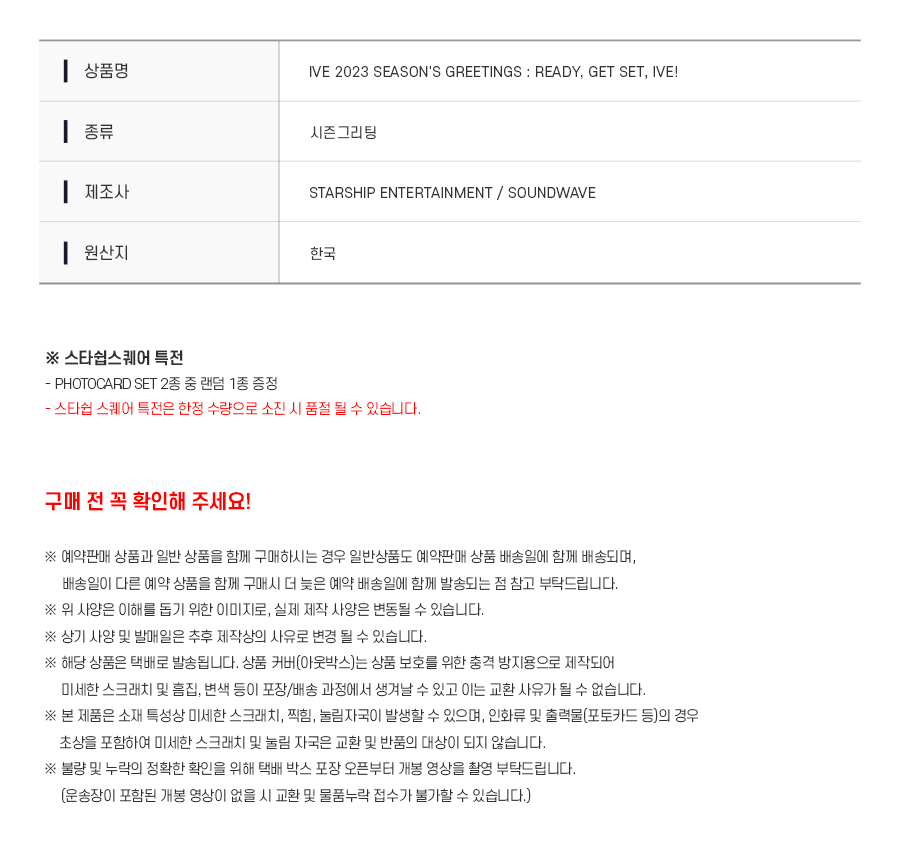 상품명 IVE 2023 SEASON'S GREETINGS : READY, GET SET, IVE!
종류 시즌그리팅
제조사 STARSHIP ENTERTAINMENT / SOUNDWAVE
원산지 한국
※ 스타쉽스퀘어 특전
- PHOTOCARD SET 2종 중 랜덤 1종 증정
- 스타쉽 스퀘어 특전은 한정 수량으로 소진 시 품절 될 수 있습니다.
구매 전 꼭 확인해 주세요!
※ 예약판매 상품과 일반 상품을 함께 구매하시는 경우 일반상품도 예약판매 상품 배송일에 함께 배송되며,
배송일이 다른 예약 상품을 함께 구매시 더 늦은 예약 배송일에 함께 발송되는 점 참고 부탁드립니다.
※ 위 사양은 이해를 돕기 위한 이미지로, 실제 제작 사양은 변동될 수 있습니다.
※ 상기 사양 및 발매일은 추후 제작상의 사유로 변경 될 수 있습니다.
※ 해당 상품은 택배로 발송됩니다. 상품 커버(아웃박스)는 상품 보호를 위한 충격 방지용으로 제작되어
미세한 스크래치 및 흠집, 변색 등이 포장/배송 과정에서 생겨날 수 있고 이는 교환 사유가 될 수 없습니다.
※ 본 제품은 소재 특성상 미세한 스크래치, 찍힘, 눌림자국이 발생할 수 있으며, 인화류 및 출력물(포토카드 등)의 경우
초상을 포함하여 미세한 스크래치 및 눌림 자국은 교환 및 반품의 대상이 되지 않습니다.
※ 불량 및 누락의 정확한 확인을 위해 택배 박스 포장 오픈부터 개봉 영상을 촬영 부탁드립니다.
(운송장이 포함된 개봉 영상이 없을 시 교환 및 물품누락 접수가 불가할 수 있습니다.)